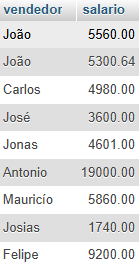 vendedor salario
João 5560.00
João 5300.64
Carlos 4980.00
José 3600.00
Jonas 4601.00
Antonio 19000.00
Mauricío 5860.00
Josias 1740.00
Felipe 9200.00